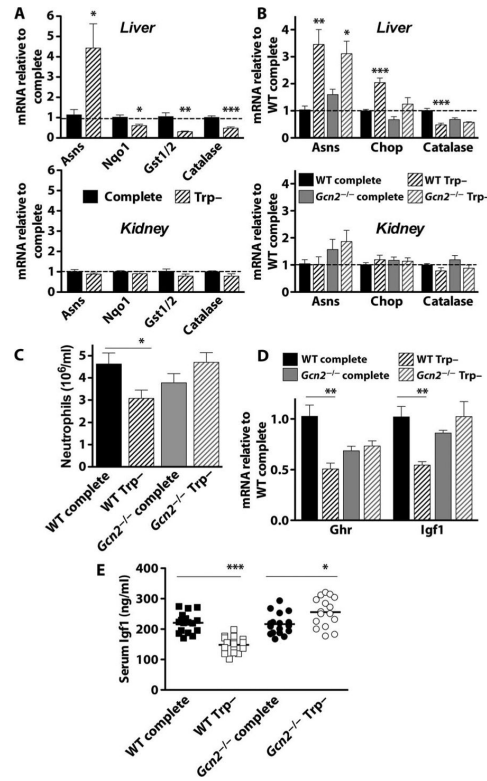 A
mRNA relative to
complete
6
5
4
3
2
1
0
Liver
*
*
**
***
Asns
Nqo1
Gst1/2
Catalase
mRNA relative to
complete
6
5
4
3
2
1
0
Complete
Trp–
Kidney
Asns
Nqo1
Gst1/2
Catalase
B
mRNA relative to
WT complete
5
4
3
2
1
0
Liver
**
*
***
***
Asns
Chop
Catalase
WT complete
WT Trp–
Gcn2–/– complete
Gcn2–/– Trp–
mRNA relative to
WT complete
5
4
3
2
1
0
Kidney
Asns
Chop
Catalase
C
Neutrophils (10⁶/ml)
6
5
4
3
2
1
0
*
WT complete
WT Trp–
Gcn2–/– complete
Gcn2–/– Trp–
D
WT complete
WT Trp–
Gcn2–/– complete
Gcn2–/– Trp–
mRNA relative to
WT complete
1.0
0.5
0.0
**
**
Ghr
Igf1
E
Serum Igf1 (ng/ml)
400
300
200
100
0
***
*
WT complete
WT Trp–
Gcn2–/– complete
Gcn2–/– Trp–